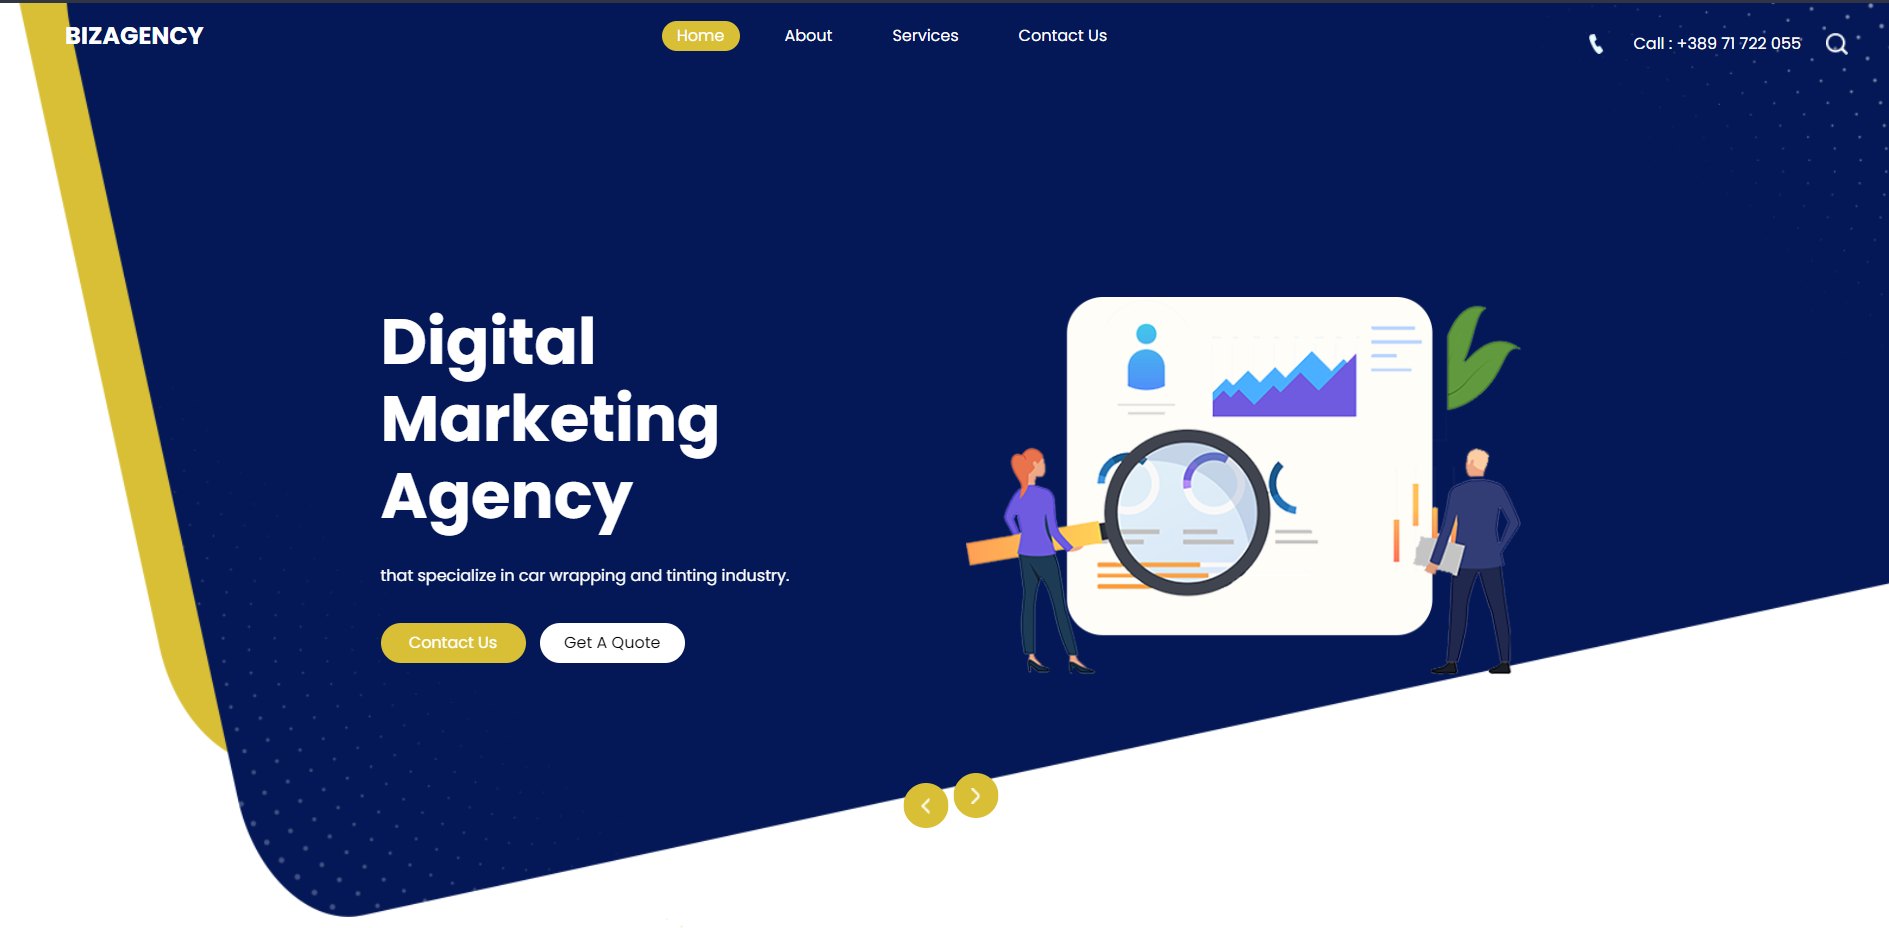 BIZAGENCY
Home About Services Contact Us
Call : +389 71 722 055
Digital
Marketing
Agency
that specialize in car wrapping and tinting industry.
Contact Us Get A Quote